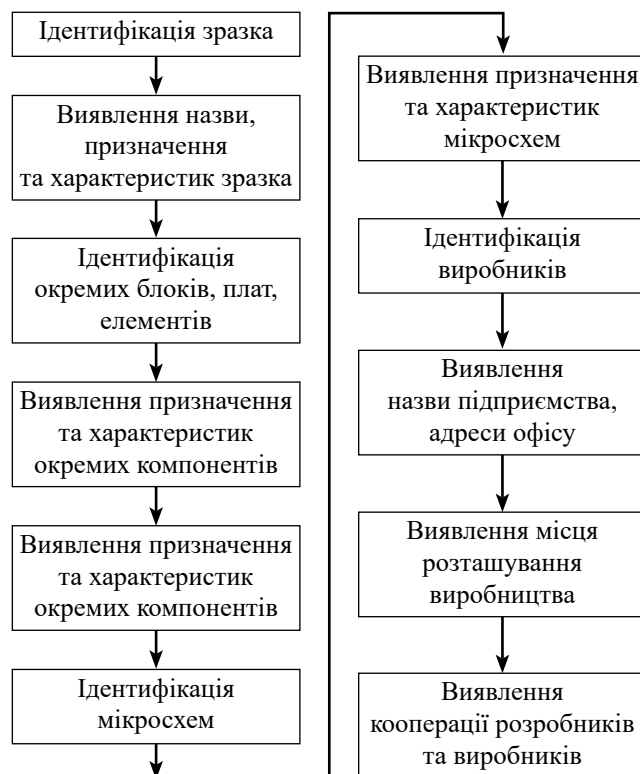 Ідентифікація зразка
Виявлення назви,
призначення
та характеристик зразка
Ідентифікація
окремих блоків, плат,
елементів
Виявлення призначення
та характеристик
окремих компонентів
Виявлення призначення
та характеристик
окремих компонентів
Ідентифікація
мікросхем
Виявлення призначення
та характеристик
мікросхем
Ідентифікація
виробників
Виявлення
назви підприємства,
адреси офісу
Виявлення місця
розташування
виробництва
Виявлення
кооперації розробників
та виробників